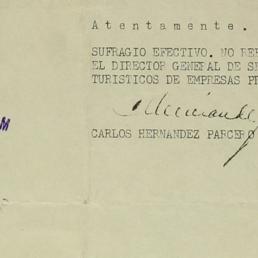 Atentamente.
SUFRAGIO EFECTIVO. NO
EL DIRECTOR GENERAL DE
TURISTICOS DE EMPRESAS
M
CARLOS HERNANDEZ PARCERO